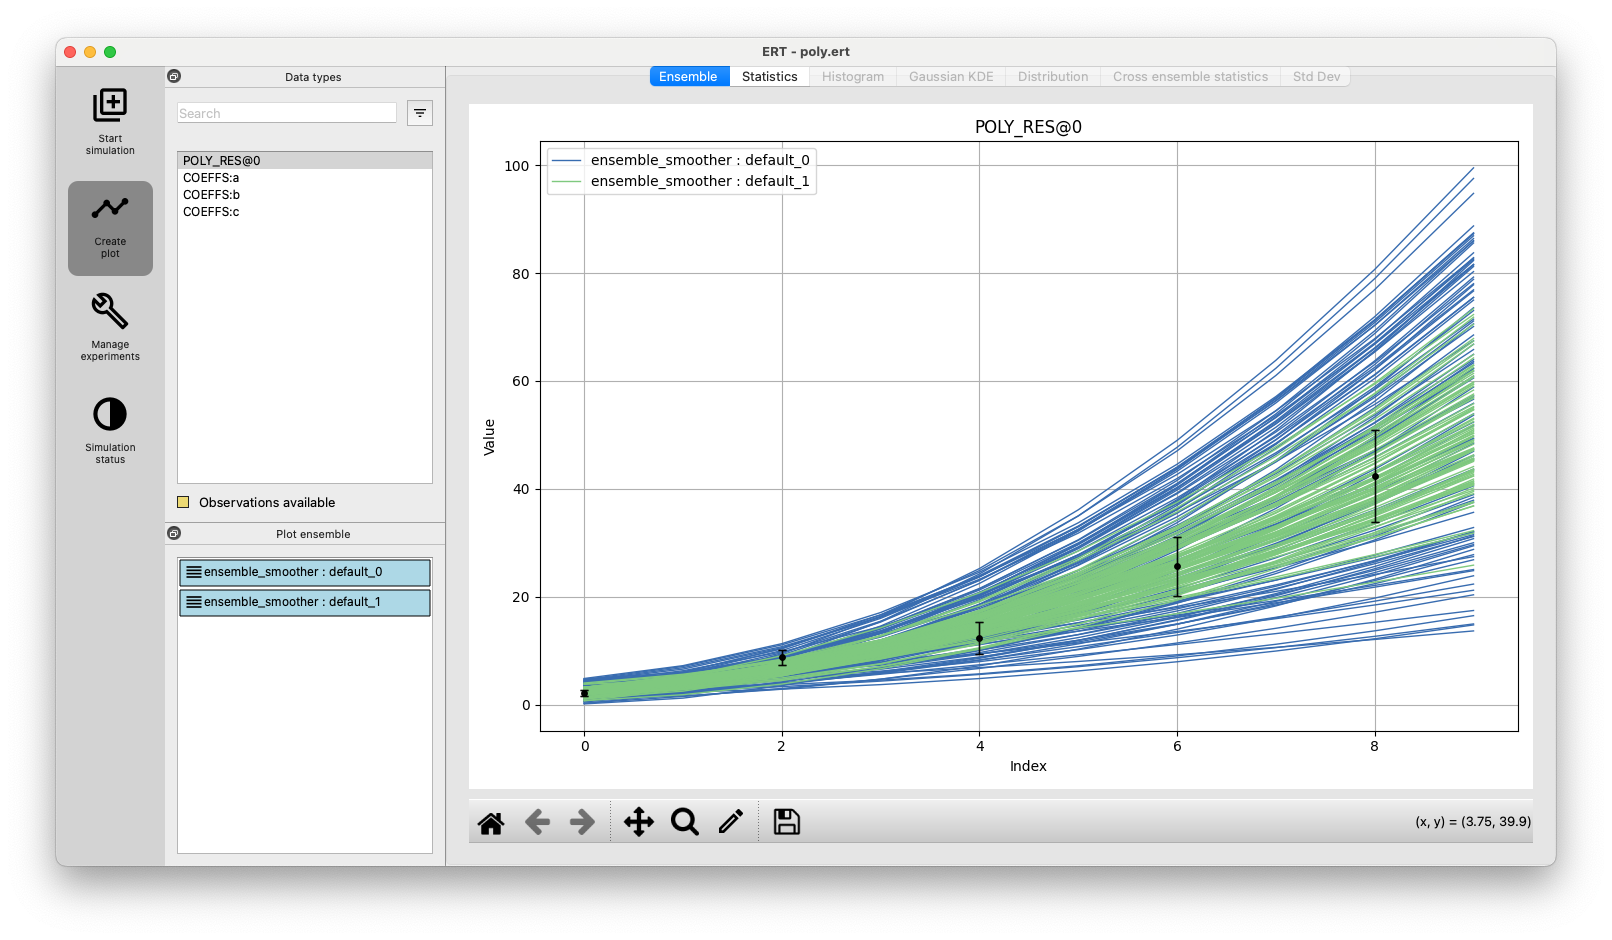 ERT - poly.ert
Start
simulation
Create
plot
Manage
experiments
Simulation
status
Data types
Search
POLY_RES@0
COEFFS:a
COEFFS:b
COEFFS:c
Observations available
Plot ensemble
ensemble_smoother : default_0
ensemble_smoother : default_1
Ensemble Statistics Histogram Gaussian KDE Distribution Cross ensemble statistics Std Dev
POLY_RES@0
ensemble_smoother : default_0
ensemble_smoother : default_1
100
80
60
40
20
0
Value
0 2 4 6 8
Index
(x, y) = (3.75, 39.9)